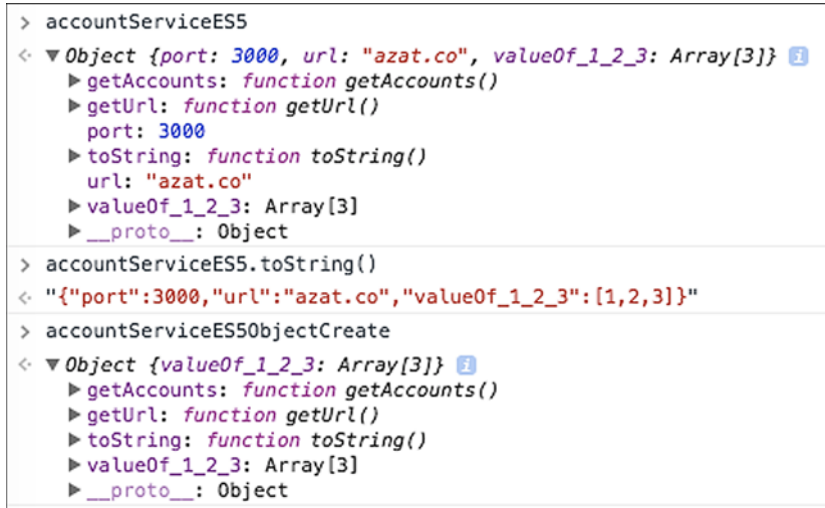 > accountServiceES5
<· ▼ Object {port: 3000, url: "azat.co", valueOf_1_2_3: Array[3]} i
▶ getAccounts: function getAccounts()
▶ getUrl: function getUrl()
port: 3000
▶ toString: function toString()
url: "azat.co"
▶ valueOf_1_2_3: Array[3]
▶ __proto__: Object
> accountServiceES5.toString()
<· "{"port":3000,"url":"azat.co","valueOf_1_2_3":[1,2,3]}"
> accountServiceES5ObjectCreate
<· ▼ Object {valueOf_1_2_3: Array[3]} i
▶ getAccounts: function getAccounts()
▶ getUrl: function getUrl()
▶ toString: function toString()
▶ valueOf_1_2_3: Array[3]
▶ __proto__: Object